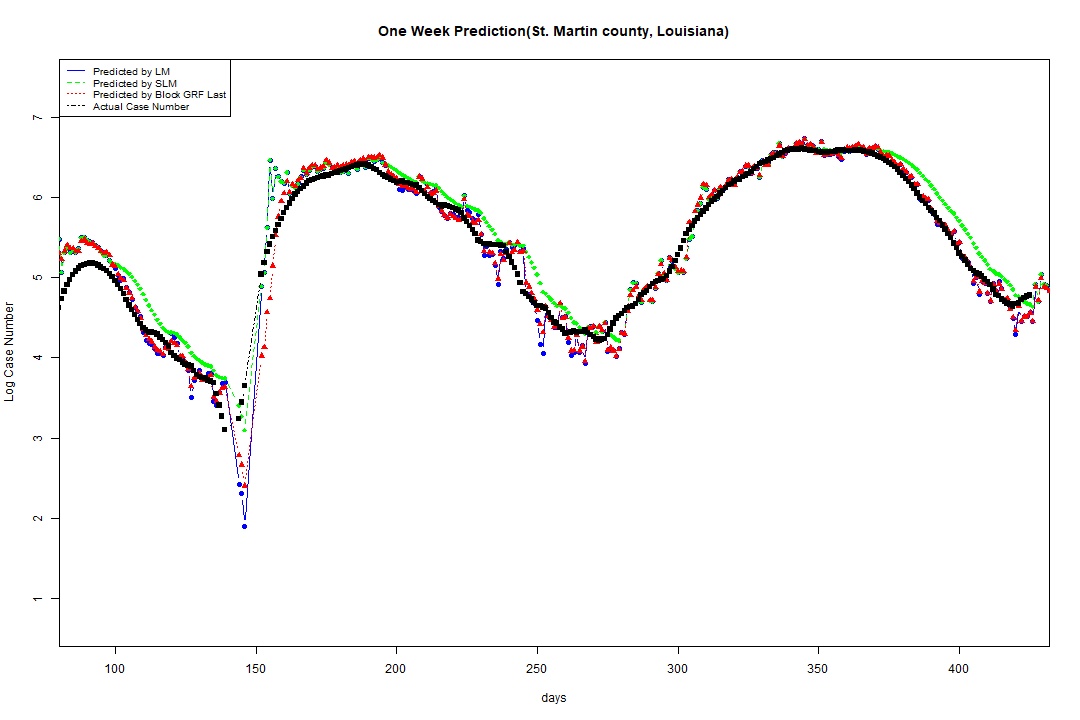 One Week Prediction(St. Martin county, Louisiana)
Predicted by LM
Predicted by SLM
Predicted by Block GRF Last
Actual Case Number
7
6
5
4
3
2
1
Log Case Number
100 150 200 250 300 350 400
days